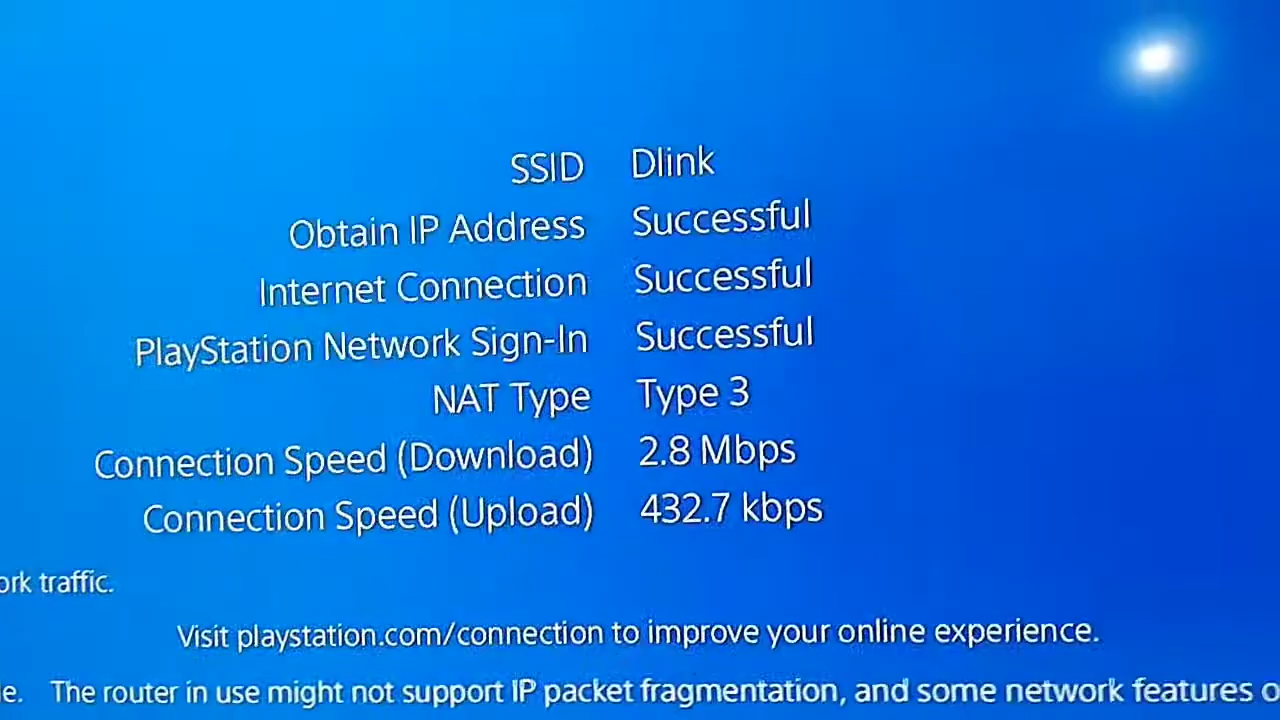 SSID Dlink
Obtain IP Address Successful
Internet Connection Successful
PlayStation Network Sign-In Successful
NAT Type Type 3
Connection Speed (Download) 2.8 Mbps
Connection Speed (Upload) 432.7 kbps
traffic.
Visit playstation.com/connection to improve your online experience.
The router in use might not support IP packet fragmentation, and some network features